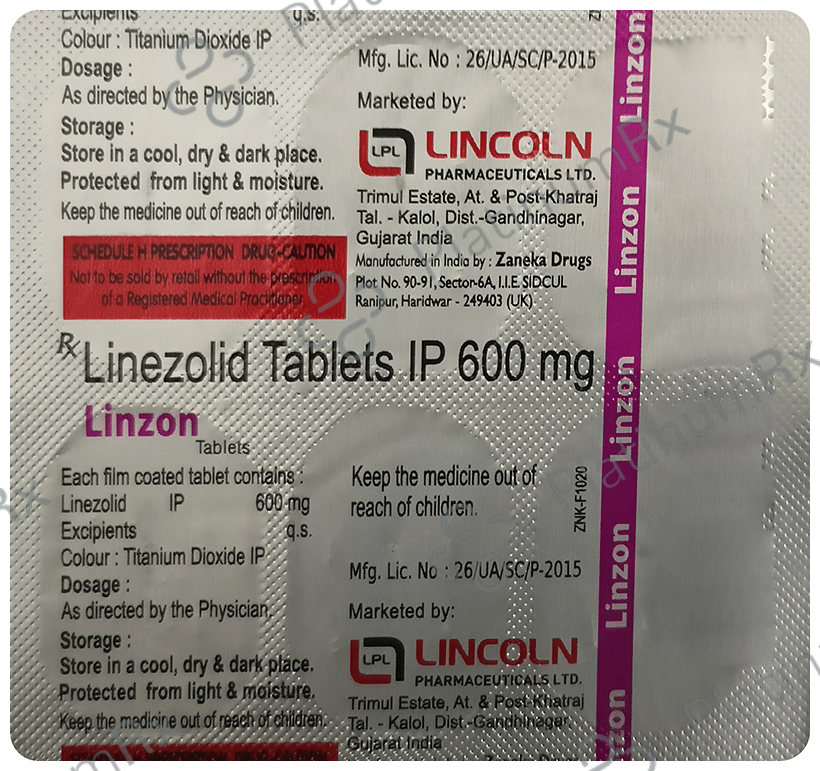 Excipients q.s.
Colour : Titanium Dioxide IP
Dosage :
As directed by the Physician.
Storage :
Store in a cool, dry & dark place.
Protected from light & moisture.
Keep the medicine out of reach of children.
SCHEDULE H PRESCRIPTION DRUG-CAUTION
Not to be sold by retail without the prescription
of a Registered Medical Practitioner
Mfg. Lic. No : 26/UA/SC/P-2015
Marketed by:
LPL LINCOLN
PHARMACEUTICALS LTD.
Trimul Estate, At. & Post-Khatraj
Tal. - Kalol, Dist.-Gandhinagar,
Gujarat India
Manufactured in India by : Zaneka Drugs
Plot No. 90-91, Sector-6A, I.I.E. SIDCUL
Ranipur, Haridwar - 249403 (UK)
Rx Linezolid Tablets IP 600 mg
Linzon
Tablets
Each film coated tablet contains :
Linezolid IP 600 mg
Excipients q.s.
Colour : Titanium Dioxide IP
Dosage :
As directed by the Physician.
Storage :
Store in a cool, dry & dark place.
Protected from light & moisture.
Keep the medicine out of reach of children.
Keep the medicine out of
reach of children.
ZNK-F1020
Mfg. Lic. No : 26/UA/SC/P-2015
Marketed by:
LPL LINCOLN
PHARMACEUTICALS LTD.
Trimul Estate, At. & Post-Khatraj
Tal. - Kalol, Dist.-Gandhinagar,
Gujarat India
Linzon
Linzon
Linzon
Linzon
Linzon
PlatinumRx
PlatinumRx
PlatinumRx